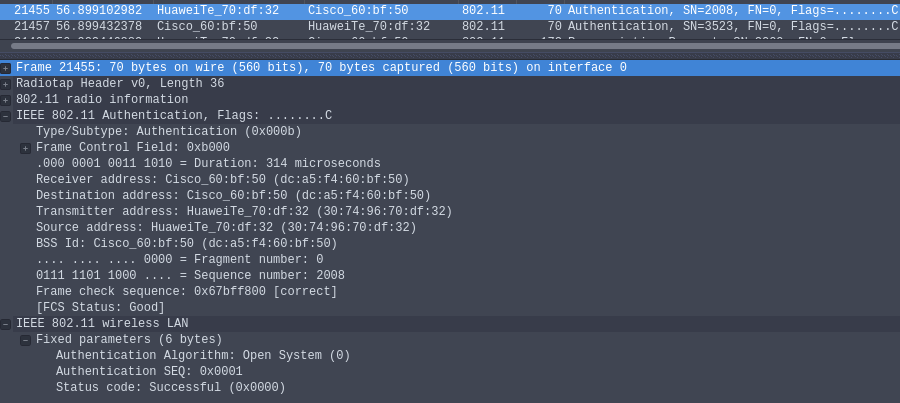 21455 56.899102982 HuaweiTe_70:df:32 Cisco_60:bf:50 802.11 70 Authentication, SN=2008, FN=0, Flags=........C
21457 56.899432378 Cisco_60:bf:50 HuaweiTe_70:df:32 802.11 70 Authentication, SN=3523, FN=0, Flags=........C
Frame 21455: 70 bytes on wire (560 bits), 70 bytes captured (560 bits) on interface 0
Radiotap Header v0, Length 36
802.11 radio information
IEEE 802.11 Authentication, Flags: ........C
Type/Subtype: Authentication (0x000b)
Frame Control Field: 0xb000
.000 0001 0011 1010 = Duration: 314 microseconds
Receiver address: Cisco_60:bf:50 (dc:a5:f4:60:bf:50)
Destination address: Cisco_60:bf:50 (dc:a5:f4:60:bf:50)
Transmitter address: HuaweiTe_70:df:32 (30:74:96:70:df:32)
Source address: HuaweiTe_70:df:32 (30:74:96:70:df:32)
BSS Id: Cisco_60:bf:50 (dc:a5:f4:60:bf:50)
.... .... .... 0000 = Fragment number: 0
0111 1101 1000 .... = Sequence number: 2008
Frame check sequence: 0x67bff800 [correct]
[FCS Status: Good]
IEEE 802.11 wireless LAN
Fixed parameters (6 bytes)
Authentication Algorithm: Open System (0)
Authentication SEQ: 0x0001
Status code: Successful (0x0000)